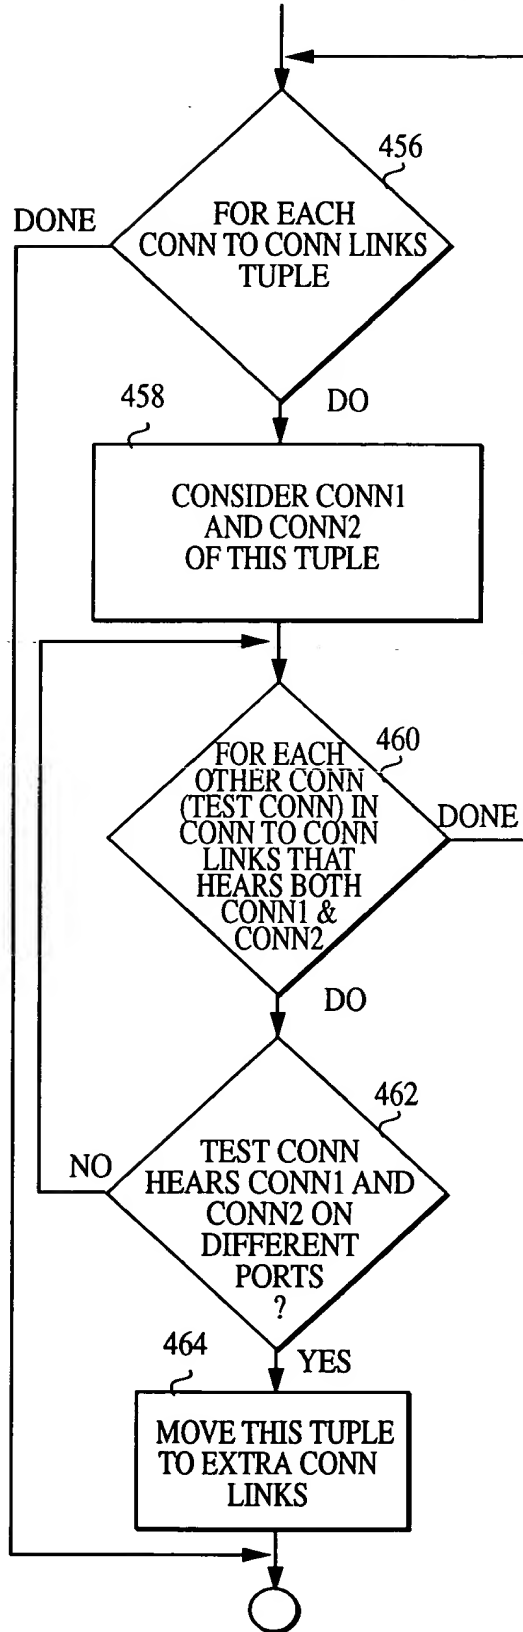 456
DONE
FOR EACH
CONN TO CONN LINKS
TUPLE
DO
458
CONSIDER CONN1
AND CONN2
OF THIS TUPLE
460
FOR EACH
OTHER CONN
(TEST CONN) IN
CONN TO CONN
LINKS THAT
HEARS BOTH
CONN1 &
CONN2
DONE
DO
462
NO
TEST CONN
HEARS CONN1 AND
CONN2 ON
DIFFERENT
PORTS
?
YES
464
MOVE THIS TUPLE
TO EXTRA CONN
LINKS